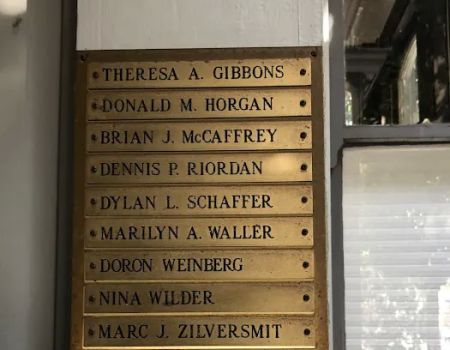 THERESA A. GIBBONS
DONALD M. HORGAN
BRIAN J. McCAFFREY
DENNIS P. RIORDAN
DYLAN L. SCHAFFER
MARILYN A. WALLER
DORON WEINBERG
NINA WILDER
MARC J. ZILVERSMIT